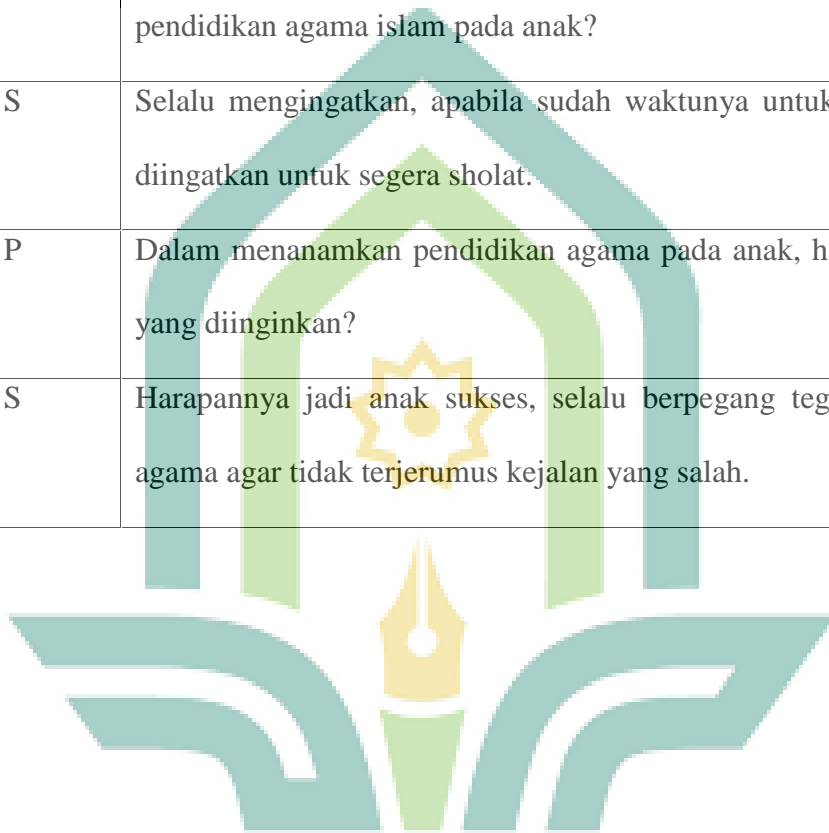 pendidikan agama islam pada anak?
S Selalu mengingatkan, apabila sudah waktunya untuk
diingatkan untuk segera sholat.
P Dalam menanamkan pendidikan agama pada anak,
yang diinginkan?
S Harapannya jadi anak sukses, selalu berpegang
agama agar tidak terjerumus kejalan yang salah.